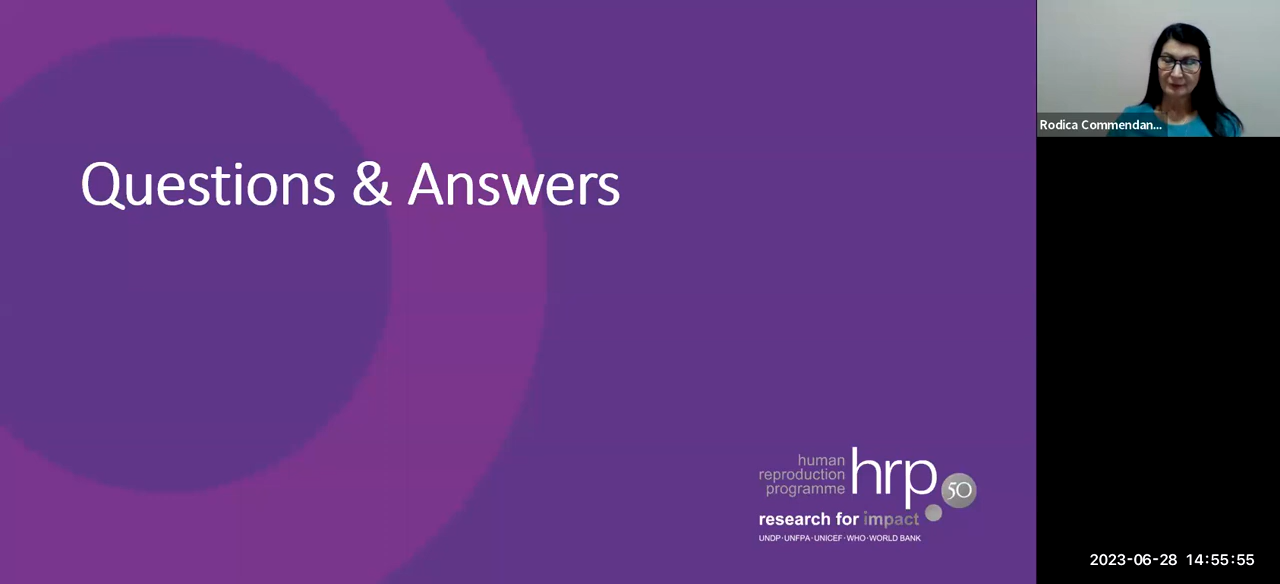 Questions & Answers
Rodica Commendan...
human
reproduction
programme
hrp
50
research for impact
UNDP·UNFPA·UNICEF·WHO·WORLD BANK
2023-06-28 14:55:55